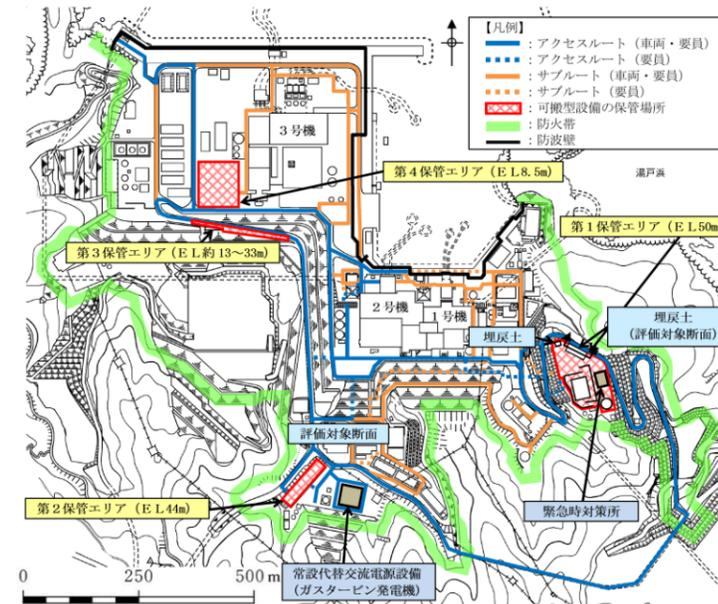 【凡例】
：アクセスルート（車両・要員）
：アクセスルート（要員）
：サブルート（車両・要員）
：サブルート（要員）
：可搬型設備の保管場所
：防火帯
：防波壁
3号機
湯戸浜
第4保管エリア（EL8.5m）
第1保管エリア（EL50m
第3保管エリア（EL約13～33m）
2号機
1号機
埋戻土
埋戻土
（評価対象断面）
評価対象断面
第2保管エリア（EL44m）
緊急時対策所
常設代替交流電源設備
（ガスタービン発電機）
0 250 500 m